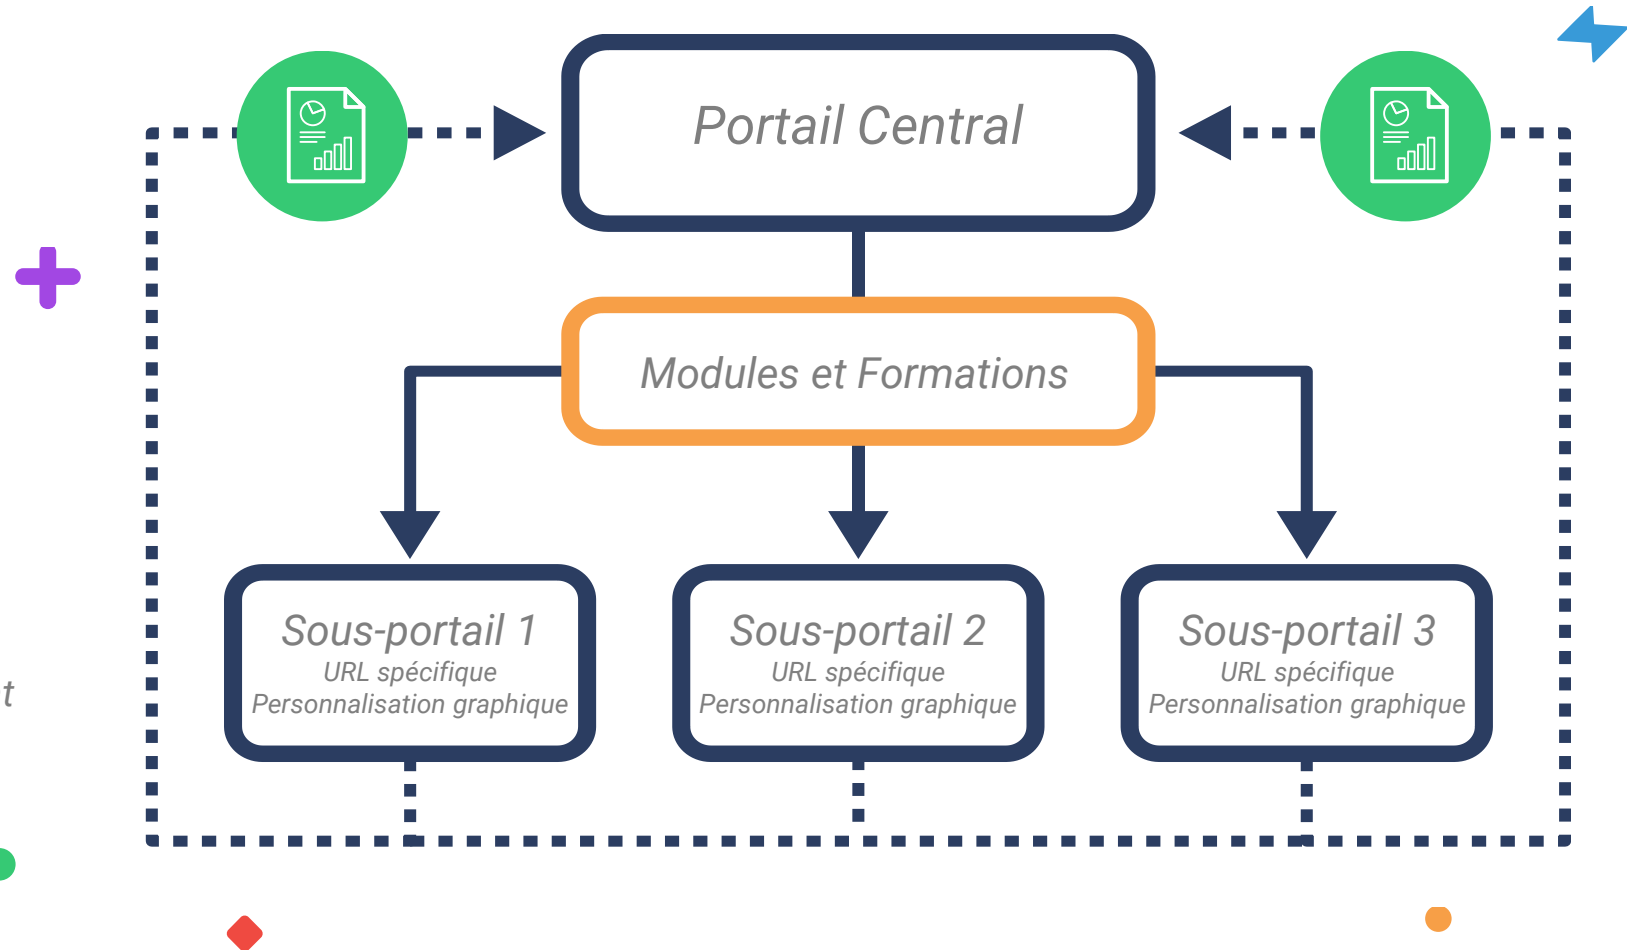 Portail Central
Modules et Formations
Sous-portail 1
URL spécifique
Personnalisation graphique
Sous-portail 2
URL spécifique
Personnalisation graphique
Sous-portail 3
URL spécifique
Personnalisation graphique